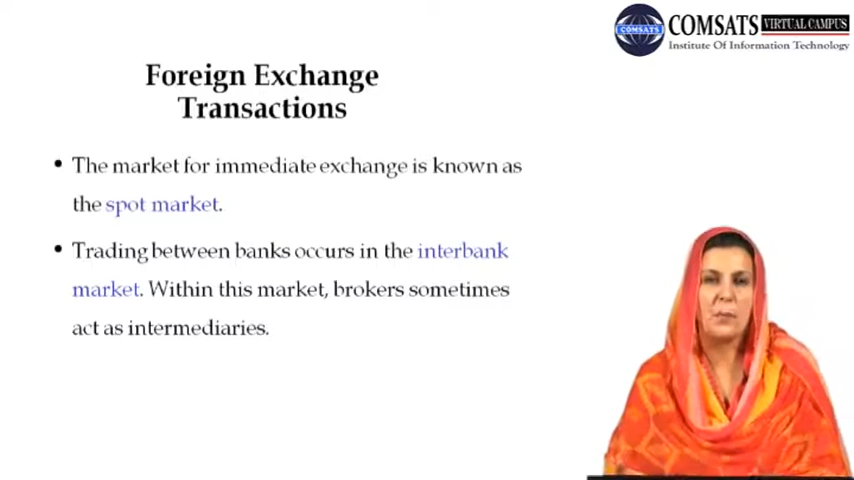 COMSATS VIRTUAL CAMPUS
COMSATS
Institute Of Information Technology
Foreign Exchange
Transactions
• The market for immediate exchange is known as
the spot market.
• Trading between banks occurs in the interbank
market. Within this market, brokers sometimes
act as intermediaries.